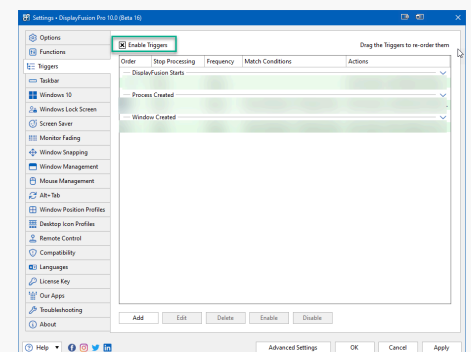 Settings • DisplayFusion Pro 10.0 (Beta 16)
Options
Functions
Triggers
Taskbar
Windows 10
Windows Lock Screen
Screen Saver
Monitor Fading
Window Snapping
Window Management
Mouse Management
Alt+Tab
Window Position Profiles
Desktop Icon Profiles
Remote Control
Compatibility
Languages
License Key
Our Apps
Troubleshooting
About
Enable Triggers
Drag the Triggers to re-order them
Order Stop Processing Frequency Match Conditions Actions
DisplayFusion Starts
Process Created
Window Created
Add Edit Delete Enable Disable
Help Advanced Settings OK Cancel Apply